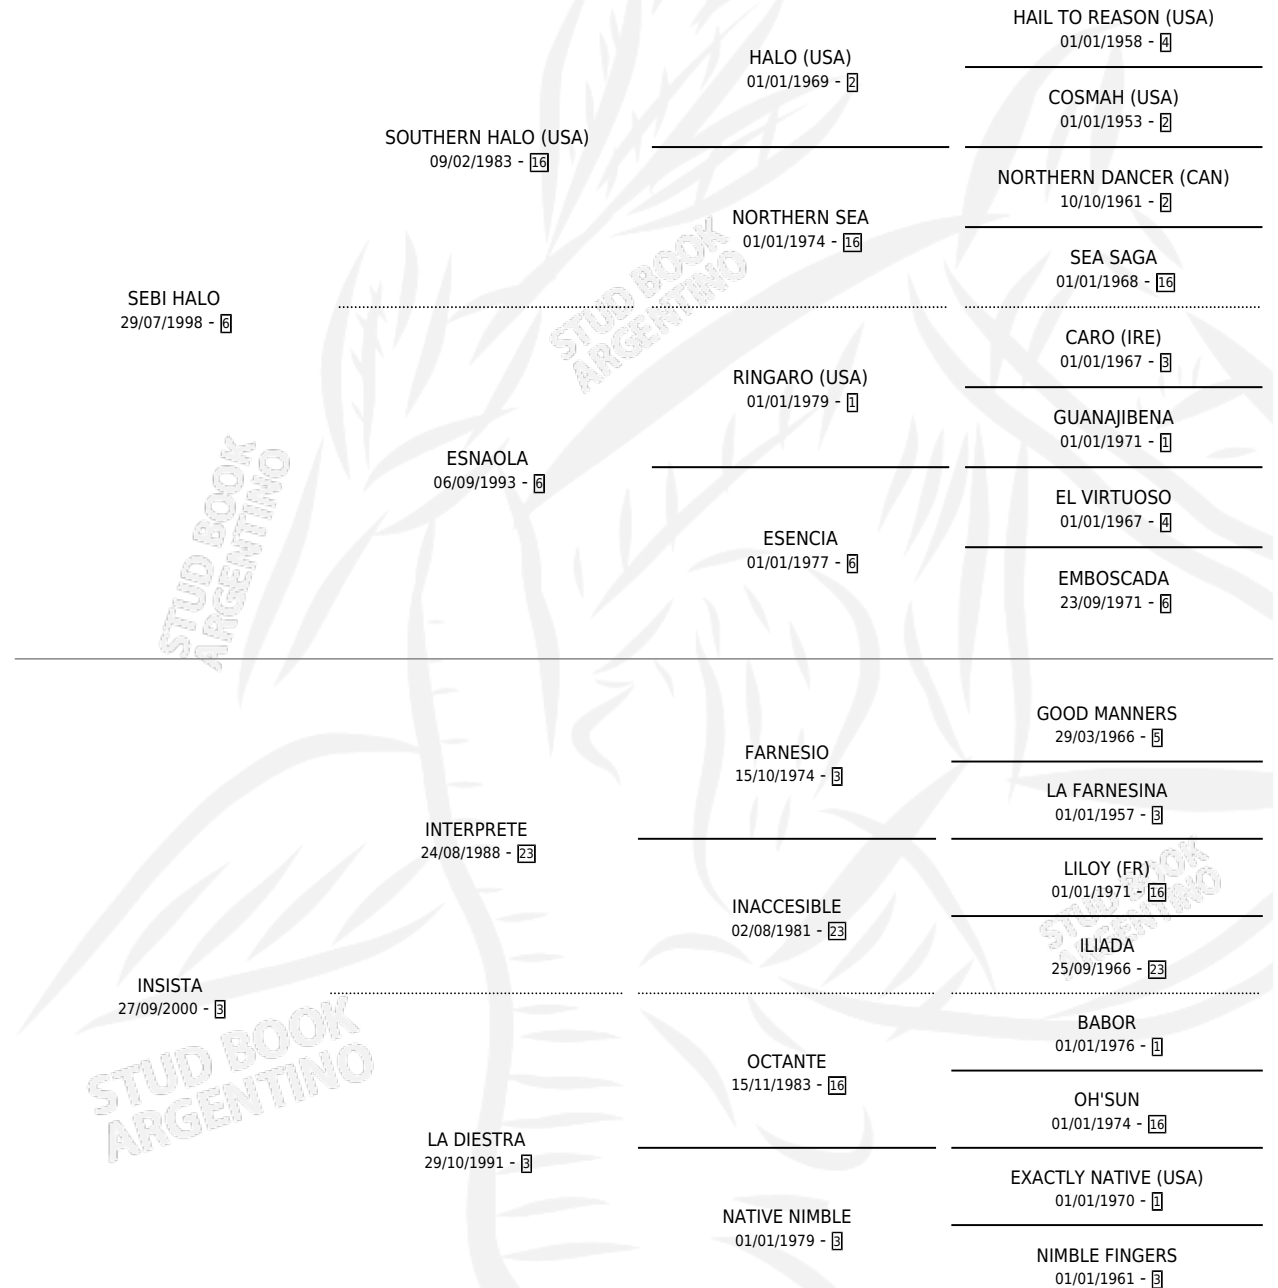 HAIL TO REASON (USA)
01/01/1958 - 4
HALO (USA)
01/01/1969 - 2
COSMAH (USA)
01/01/1953 - 2
SOUTHERN HALO (USA)
09/02/1983 - 16
NORTHERN DANCER (CAN)
10/10/1961 - 2
NORTHERN SEA
01/01/1974 - 16
SEA SAGA
01/01/1968 - 16
SEBI HALO
29/07/1998 - 6
STUD BOOK
ARGENTINO
CARO (IRE)
01/01/1967 - 3
RINGARO (USA)
01/01/1979 - 1
GUANAJIBENA
01/01/1971 - 1
ESNAOLA
06/09/1993 - 6
EL VIRTUOSO
01/01/1967 - 4
ESENCIA
01/01/1977 - 6
EMBOSCADA
23/09/1971 - 6
STUD BOOK
ARGENTINO
GOOD MANNERS
29/03/1966 - 5
FARNESIO
15/10/1974 - 3
LA FARNESINA
01/01/1957 - 3
INTERPRETE
24/08/1988 - 23
LILOY (FR)
01/01/1971 - 16
INACCESIBLE
02/08/1981 - 23
ILIADA
25/09/1966 - 23
STUD BOOK
ARGENTINO
INSISTA
27/09/2000 - 3
BABOR
01/01/1976 - 1
OCTANTE
15/11/1983 - 16
OH'SUN
01/01/1974 - 16
STUD BOOK
ARGENTINO
LA DIESTRA
29/10/1991 - 3
EXACTLY NATIVE (USA)
01/01/1970 - 1
NATIVE NIMBLE
01/01/1979 - 3
NIMBLE FINGERS
01/01/1961 - 3